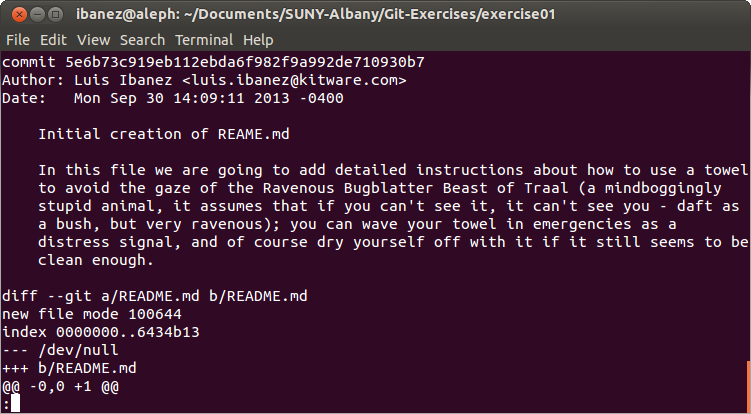 ibanez@aleph: ~/Documents/SUNY-Albany/Git-Exercises/exercise01
File Edit View Search Terminal Help
commit 5e6b73c919eb112ebda6f982f9a992de710930b7
Author: Luis Ibanez <luis.ibanez@kitware.com>
Date:   Mon Sep 30 14:09:11 2013 -0400

    Initial creation of REAME.md

    In this file we are going to add detailed instructions about how to use a towel
    to avoid the gaze of the Ravenous Bugblatter Beast of Traal (a mindboggingly
    stupid animal, it assumes that if you can't see it, it can't see you - daft as
    a bush, but very ravenous); you can wave your towel in emergencies as a
    distress signal, and of course dry yourself off with it if it still seems to be
    clean enough.

diff --git a/README.md b/README.md
new file mode 100644
index 0000000..6434b13
--- /dev/null
+++ b/README.md
@@ -0,0 +1 @@
: